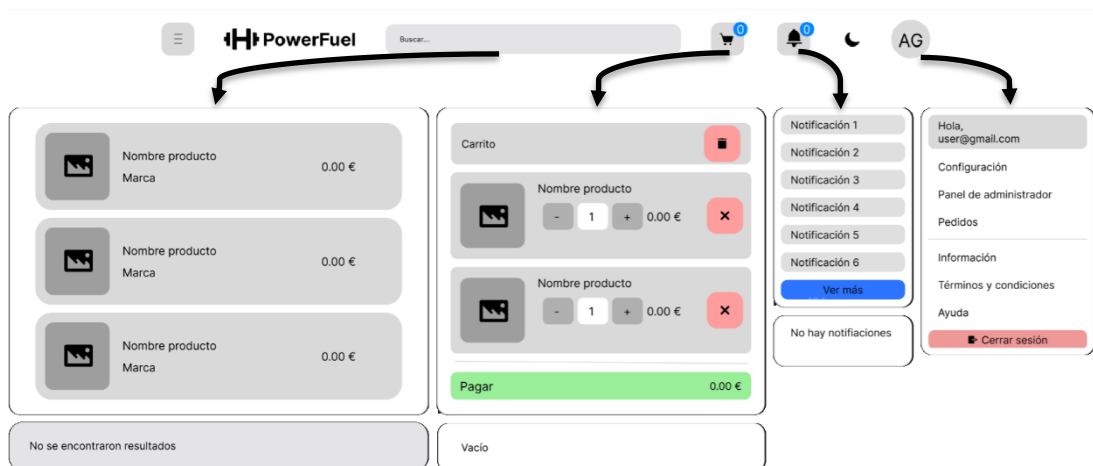 PowerFuel
Buscar...
0
0
AG
Nombre producto
Marca
0.00 €
Nombre producto
Marca
0.00 €
Nombre producto
Marca
0.00 €
No se encontraron resultados
Carrito
Nombre producto
- 1 + 0.00 €
Nombre producto
- 1 + 0.00 €
Pagar 0.00 €
Vacío
Notificación 1
Notificación 2
Notificación 3
Notificación 4
Notificación 5
Notificación 6
Ver más
No hay notifiaciones
Hola,
user@gmail.com
Configuración
Panel de administrador
Pedidos
Información
Términos y condiciones
Ayuda
Cerrar sesión